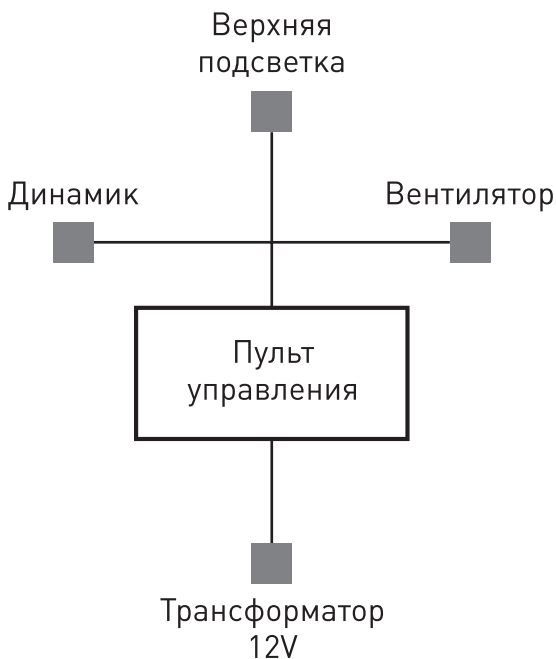 Верхняя
подсветка
Динамик
Вентилятор
Пульт
управления
Трансформатор
12V